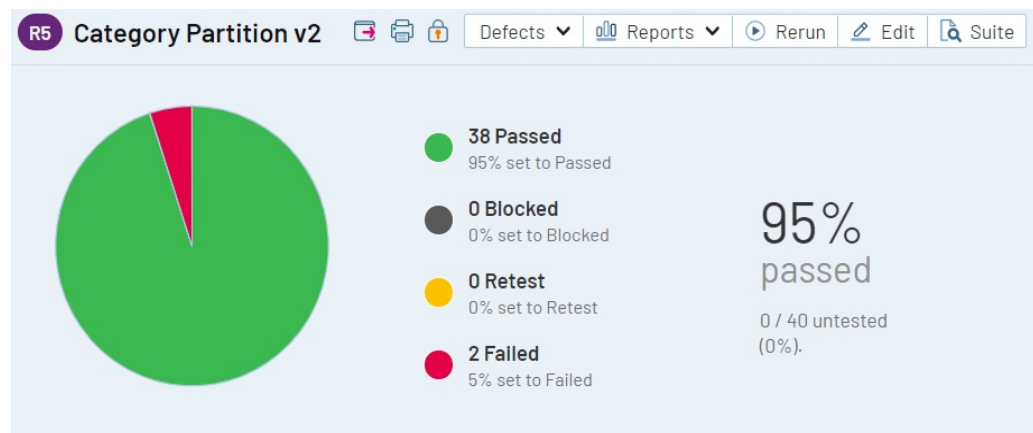 R5 Category Partition v2 Defects Reports Rerun Edit Suite
38 Passed
95% set to Passed
0 Blocked
0% set to Blocked
0 Retest
0% set to Retest
2 Failed
5% set to Failed
95%
passed
0 / 40 untested
(0%).